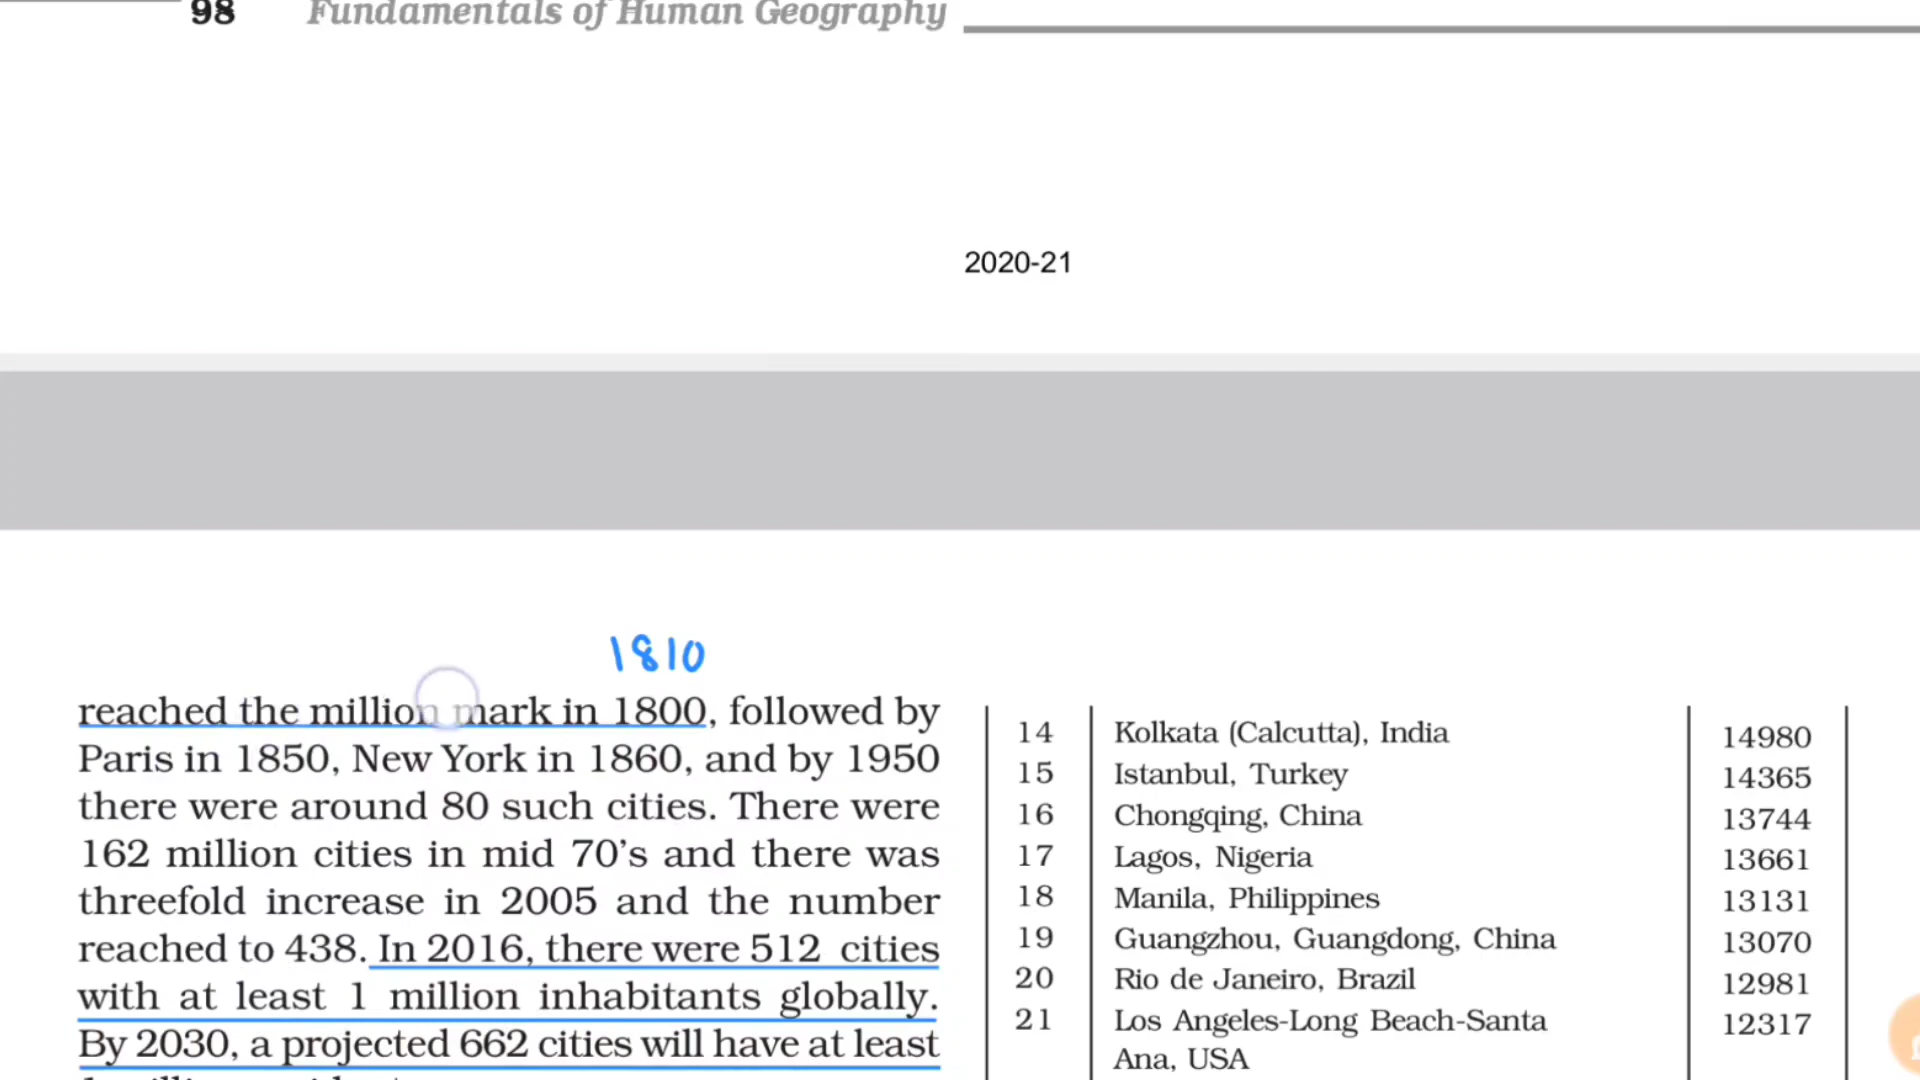 98 Fundamentals of Human Geography
2020-21
1810
reached the million mark in 1800, followed by
Paris in 1850, New York in 1860, and by 1950
there were around 80 such cities. There were
162 million cities in mid 70's and there was
threefold increase in 2005 and the number
reached to 438. In 2016, there were 512 cities
with at least 1 million inhabitants globally.
By 2030, a projected 662 cities will have at least
14 Kolkata (Calcutta), India 14980
15 Istanbul, Turkey 14365
16 Chongqing, China 13744
17 Lagos, Nigeria 13661
18 Manila, Philippines 13131
19 Guangzhou, Guangdong, China 13070
20 Rio de Janeiro, Brazil 12981
21 Los Angeles-Long Beach-Santa 12317
Ana, USA